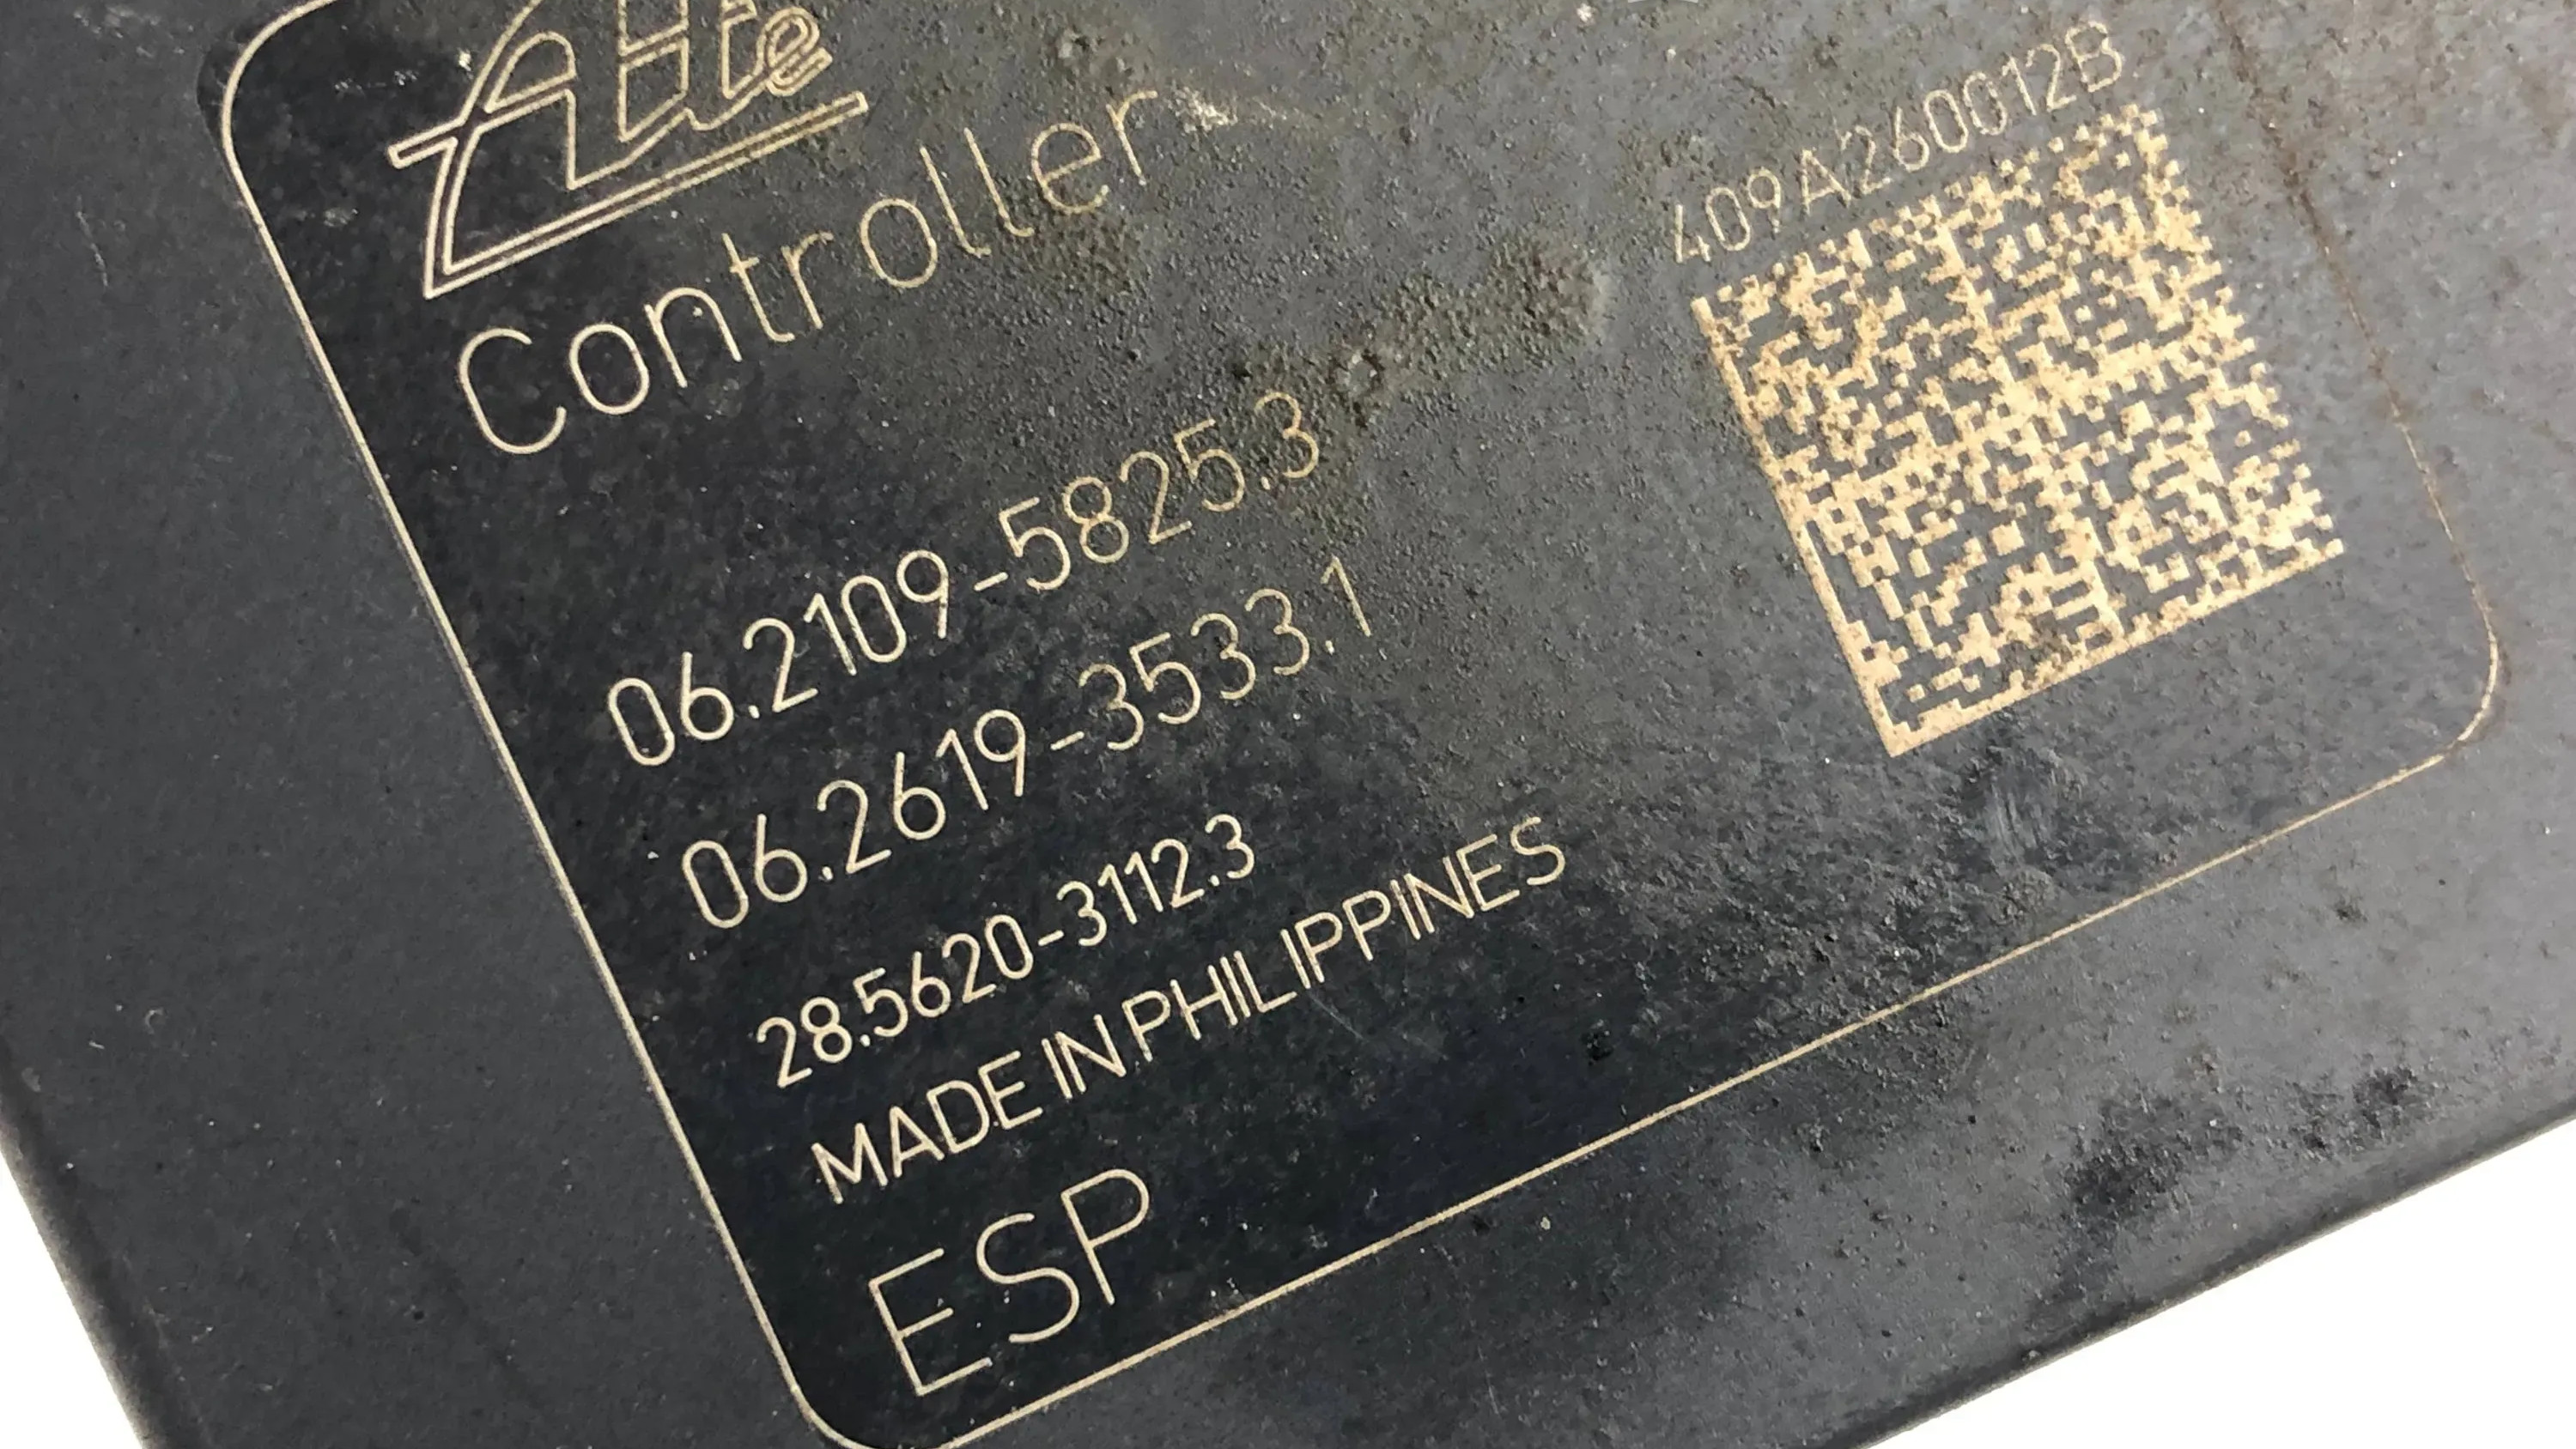 Ate
Controller
409A260012B
06.2109-5825.3
06.2619-3533.1
28.5620-3112.3
MADE IN PHILIPPINES
ESP